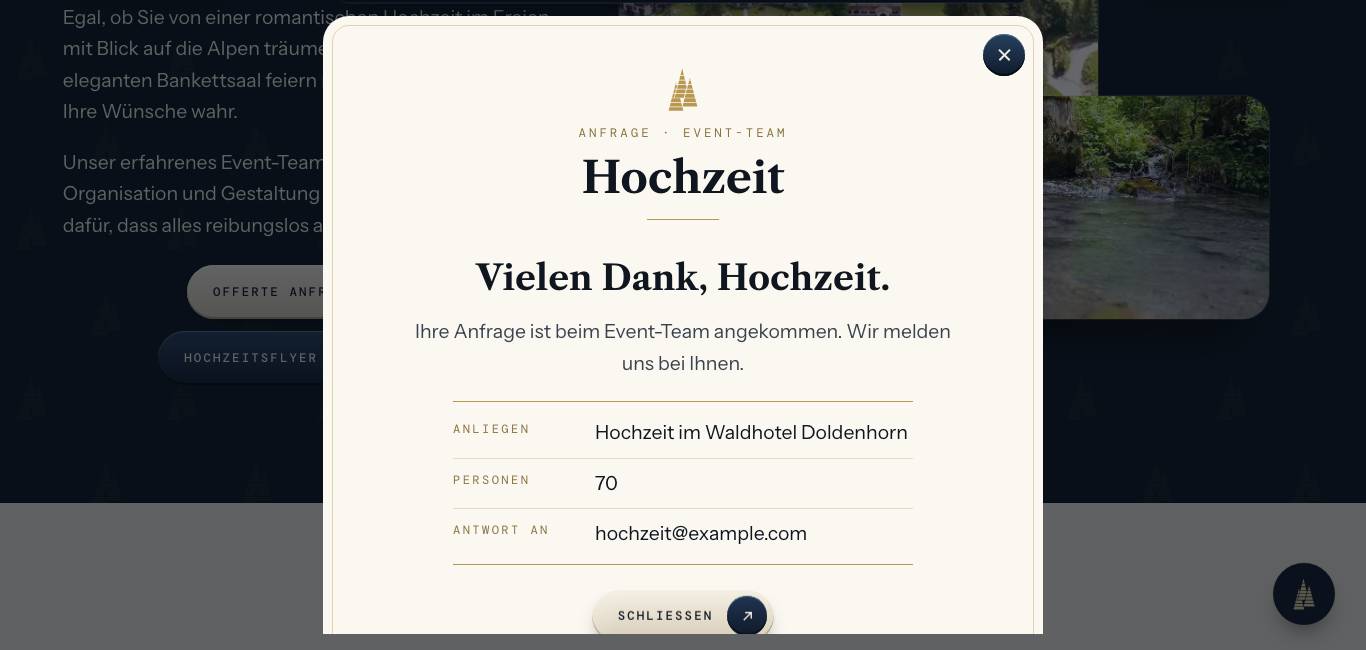 Egal, ob Sie von einer romantischen Hochzeit im Freien
mit Blick auf die Alpen träume
eleganten Bankettsaal feiern
Ihre Wünsche wahr.
Unser erfahrenes Event-Team
Organisation und Gestaltung
dafür, dass alles reibungslos a
OFFERTE ANFR
HOCHZEITSFLYER
ANFRAGE · EVENT-TEAM
Hochzeit
Vielen Dank, Hochzeit.
Ihre Anfrage ist beim Event-Team angekommen. Wir melden
uns bei Ihnen.
ANLIEGEN Hochzeit im Waldhotel Doldenhorn
PERSONEN 70
ANTWORT AN hochzeit@example.com
SCHLIESSEN